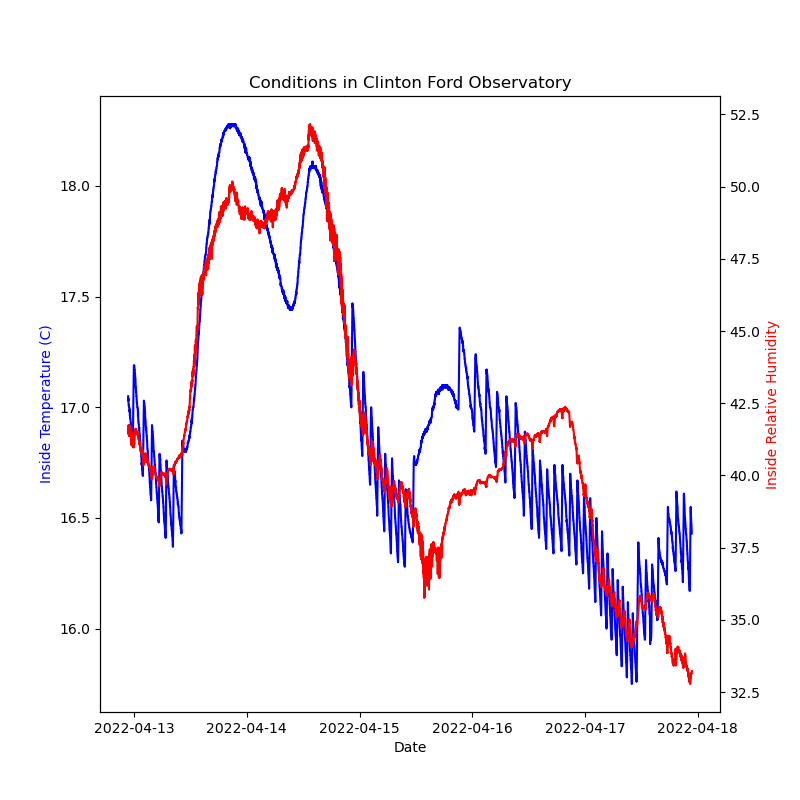 Conditions in Clinton Ford Observatory
52.5
18.0
50.0
47.5
17.5
45.0
Inside Temperature (C)
Inside Relative Humidity
17.0
42.5
40.0
16.5
37.5
16.0
35.0
32.5
2022-04-13 2022-04-14 2022-04-15 2022-04-16 2022-04-17 2022-04-18
Date